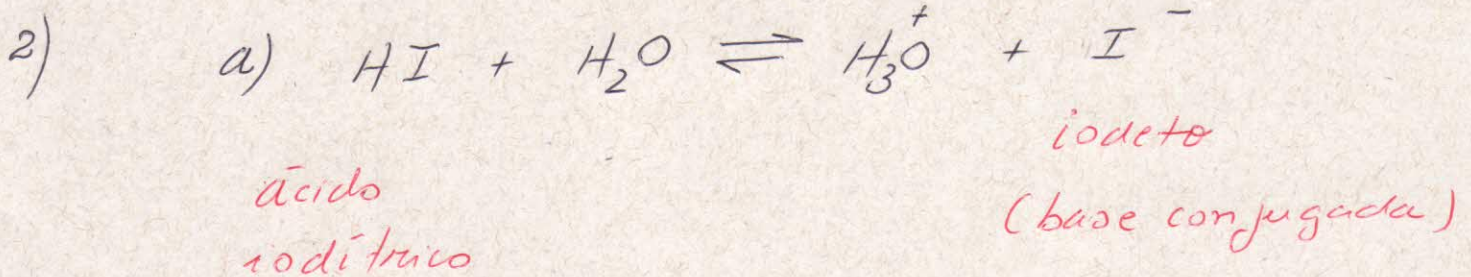 2) a) HI + H₂O ⇌ H₃O⁺ + I⁻
iodeto
ácido
(base conjugada)
iodítrico